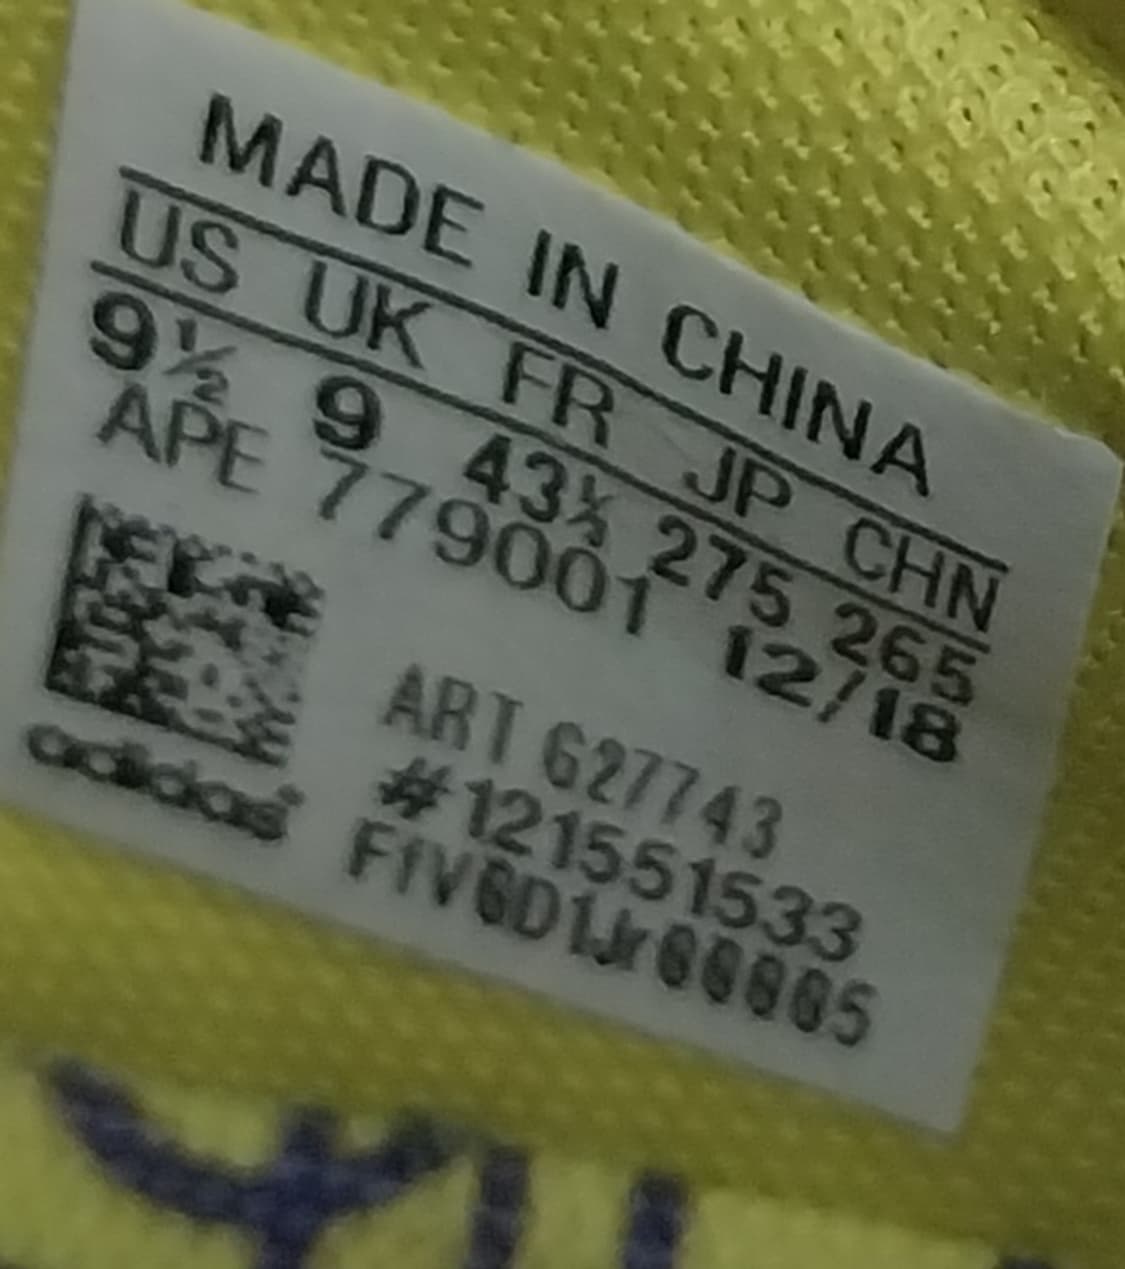 MADE IN CHINA
US UK FR JP CHN
9½ 9 43⅓ 275 265
APE 779001 12/18
ART G27743
#121551533
adidas